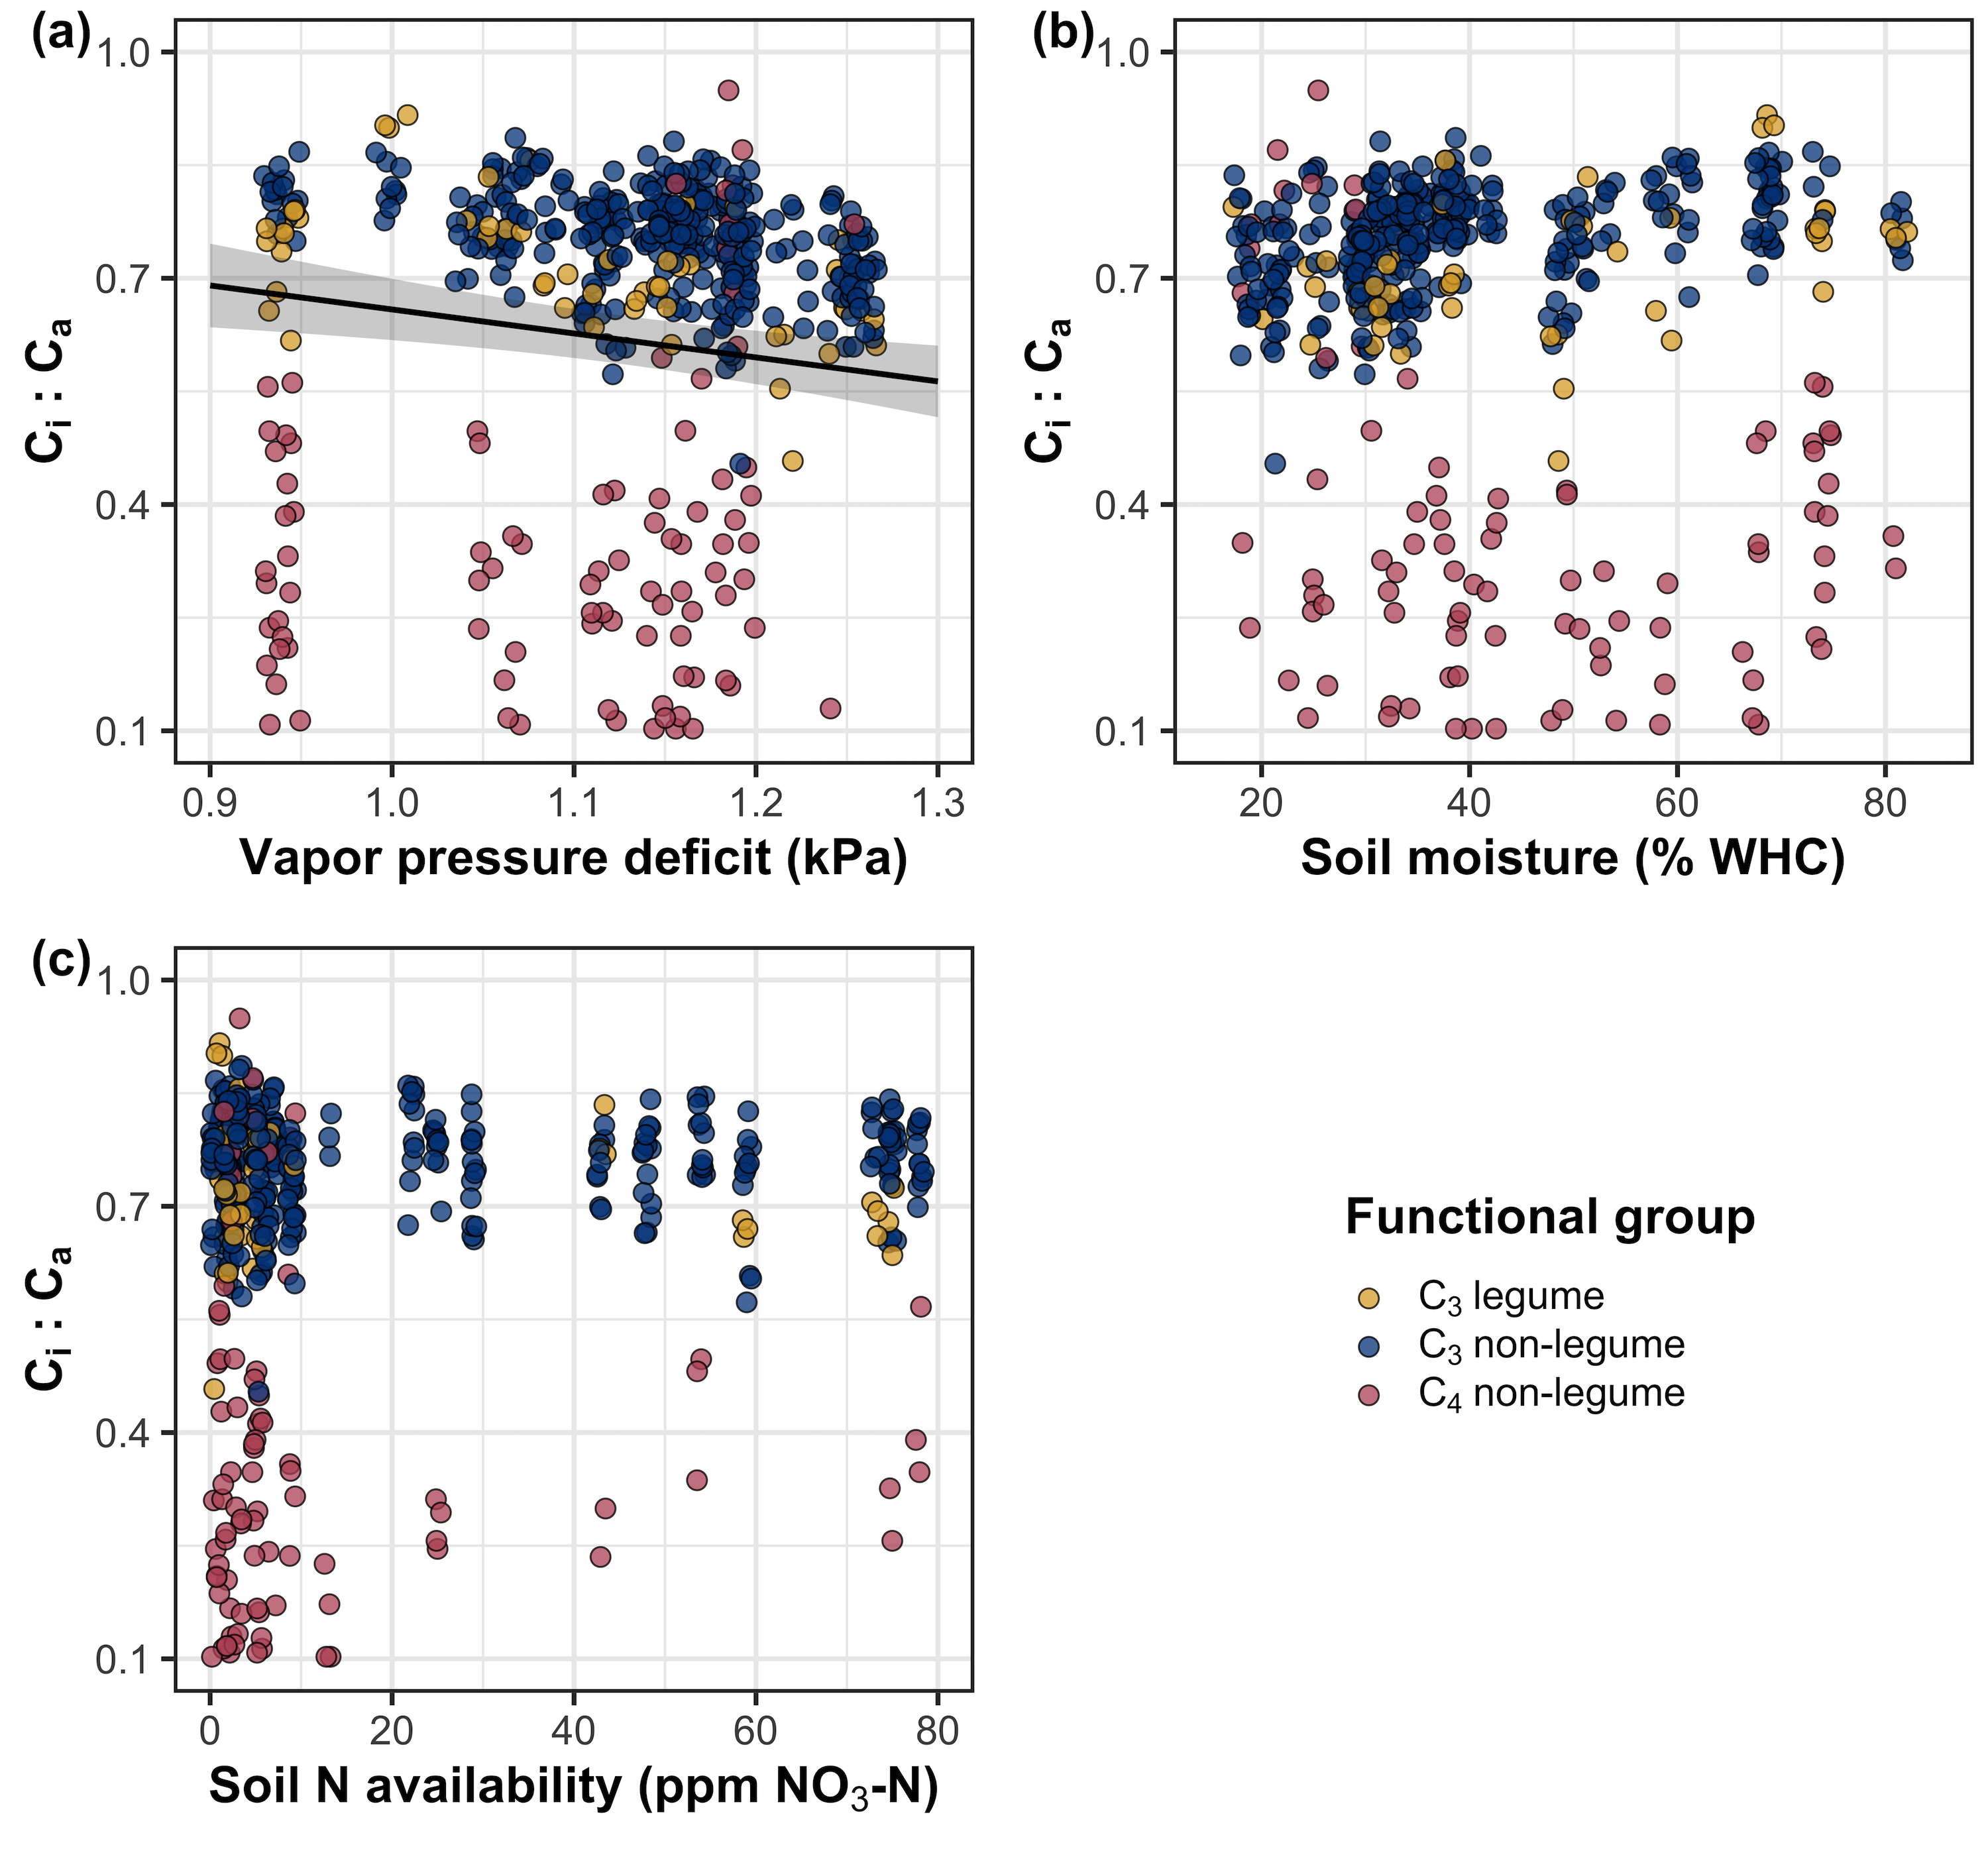 (a)
1.0
0.7
0.4
0.1
Cᵢ : Cₐ
0.9 1.0 1.1 1.2 1.3
Vapor pressure deficit (kPa)
(b)
1.0
0.7
0.4
0.1
Cᵢ : Cₐ
20 40 60 80
Soil moisture (% WHC)
(c)
1.0
0.7
0.4
0.1
Cᵢ : Cₐ
0 20 40 60 80
Soil N availability (ppm NO₃-N)
Functional group
C₃ legume
C₃ non-legume
C₄ non-legume